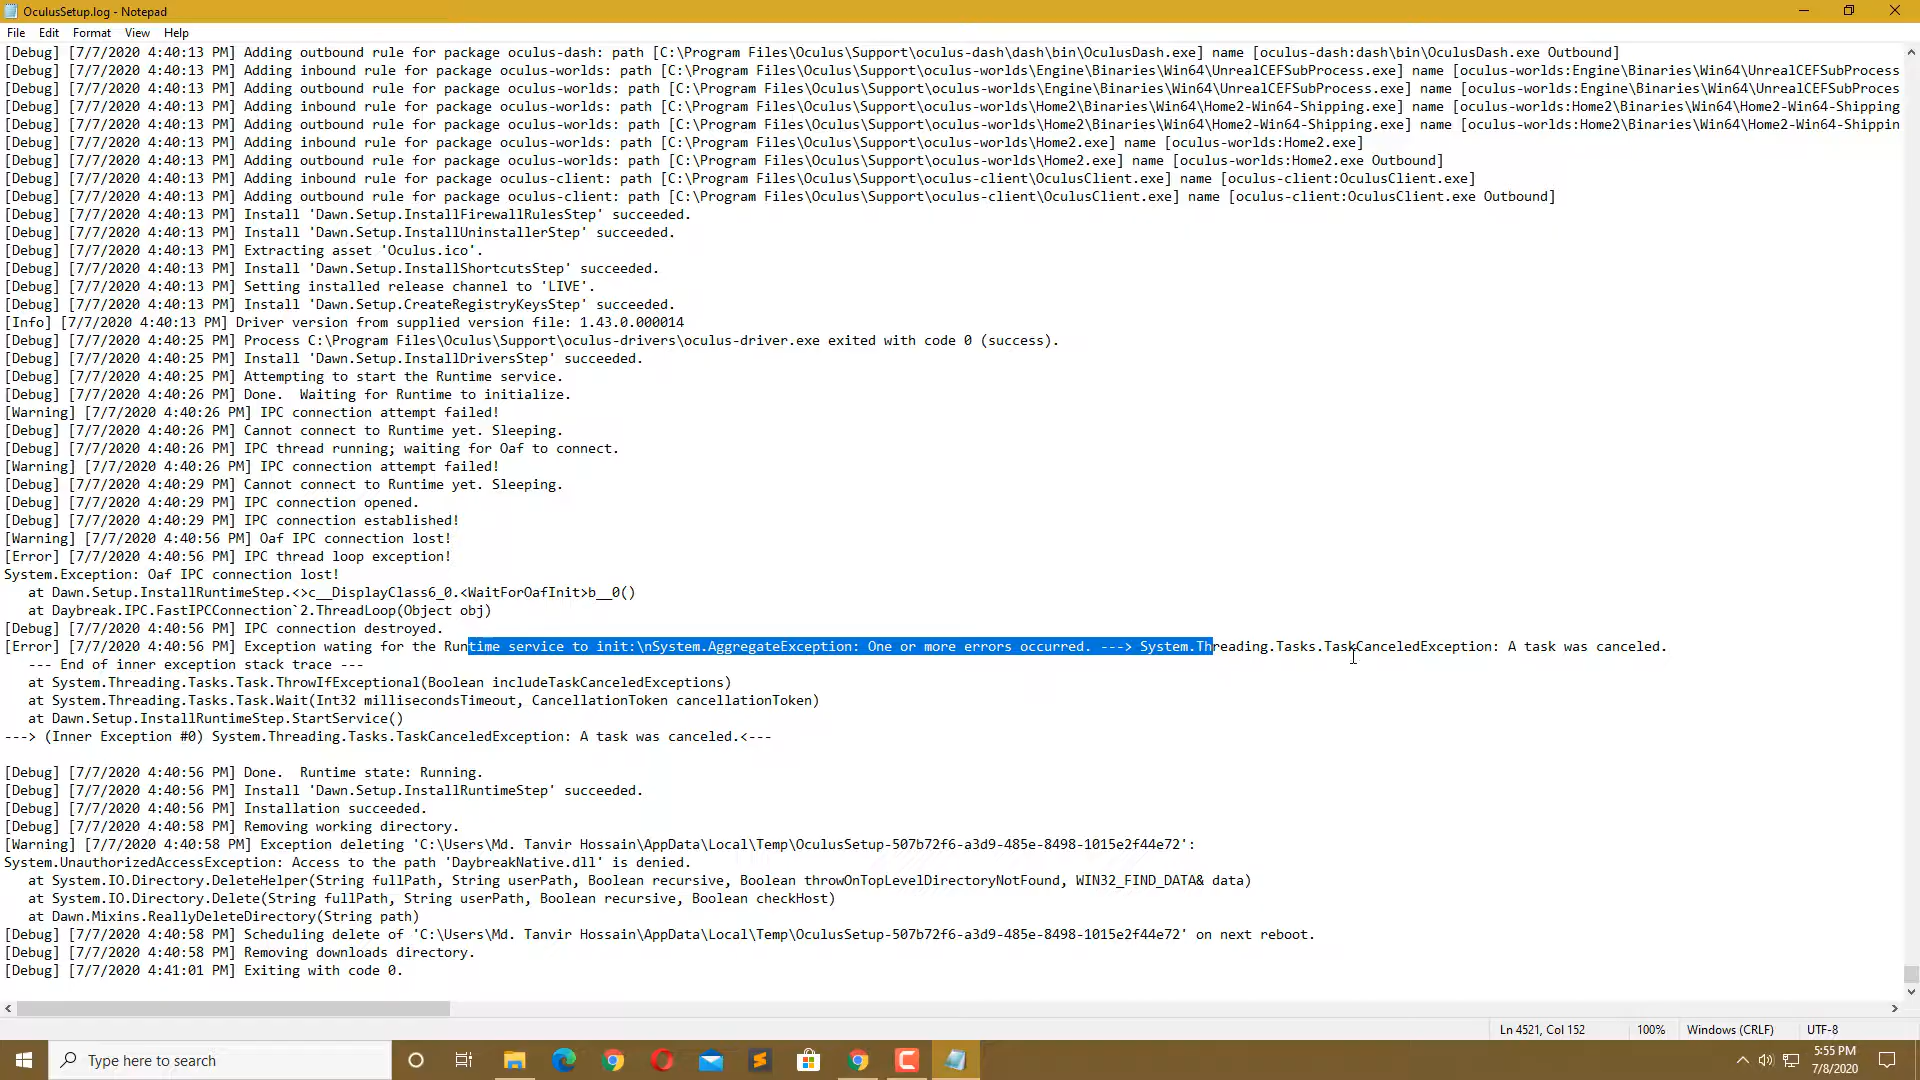 OculusSetup.log - Notepad
File Edit Format View Help
[Debug] [7/7/2020 4:40:13 PM] Adding outbound rule for package oculus-dash: path [C:\Program Files\Oculus\Support\oculus-dash\dash\bin\OculusDash.exe] name [oculus-dash:dash\bin\OculusDash.exe Outbound]
[Debug] [7/7/2020 4:40:13 PM] Adding inbound rule for package oculus-worlds: path [C:\Program Files\Oculus\Support\oculus-worlds\Engine\Binaries\Win64\UnrealCEFSubProcess.exe] name [oculus-worlds:Engine\Binaries\Win64\UnrealCEFSubProcess
[Debug] [7/7/2020 4:40:13 PM] Adding outbound rule for package oculus-worlds: path [C:\Program Files\Oculus\Support\oculus-worlds\Engine\Binaries\Win64\UnrealCEFSubProcess.exe] name [oculus-worlds:Engine\Binaries\Win64\UnrealCEFSubProces
[Debug] [7/7/2020 4:40:13 PM] Adding inbound rule for package oculus-worlds: path [C:\Program Files\Oculus\Support\oculus-worlds\Home2\Binaries\Win64\Home2-Win64-Shipping.exe] name [oculus-worlds:Home2\Binaries\Win64\Home2-Win64-Shipping
[Debug] [7/7/2020 4:40:13 PM] Adding outbound rule for package oculus-worlds: path [C:\Program Files\Oculus\Support\oculus-worlds\Home2\Binaries\Win64\Home2-Win64-Shipping.exe] name [oculus-worlds:Home2\Binaries\Win64\Home2-Win64-Shippin
[Debug] [7/7/2020 4:40:13 PM] Adding inbound rule for package oculus-worlds: path [C:\Program Files\Oculus\Support\oculus-worlds\Home2.exe] name [oculus-worlds:Home2.exe]
[Debug] [7/7/2020 4:40:13 PM] Adding outbound rule for package oculus-worlds: path [C:\Program Files\Oculus\Support\oculus-worlds\Home2.exe] name [oculus-worlds:Home2.exe Outbound]
[Debug] [7/7/2020 4:40:13 PM] Adding inbound rule for package oculus-client: path [C:\Program Files\Oculus\Support\oculus-client\OculusClient.exe] name [oculus-client:OculusClient.exe]
[Debug] [7/7/2020 4:40:13 PM] Adding outbound rule for package oculus-client: path [C:\Program Files\Oculus\Support\oculus-client\OculusClient.exe] name [oculus-client:OculusClient.exe Outbound]
[Debug] [7/7/2020 4:40:13 PM] Install 'Dawn.Setup.InstallFirewallRulesStep' succeeded.
[Debug] [7/7/2020 4:40:13 PM] Install 'Dawn.Setup.InstallUninstallerStep' succeeded.
[Debug] [7/7/2020 4:40:13 PM] Extracting asset 'Oculus.ico'.
[Debug] [7/7/2020 4:40:13 PM] Install 'Dawn.Setup.InstallShortcutsStep' succeeded.
[Debug] [7/7/2020 4:40:13 PM] Setting installed release channel to 'LIVE'.
[Debug] [7/7/2020 4:40:13 PM] Install 'Dawn.Setup.CreateRegistryKeysStep' succeeded.
[Info] [7/7/2020 4:40:13 PM] Driver version from supplied version file: 1.43.0.000014
[Debug] [7/7/2020 4:40:25 PM] Process C:\Program Files\Oculus\Support\oculus-drivers\oculus-driver.exe exited with code 0 (success).
[Debug] [7/7/2020 4:40:25 PM] Install 'Dawn.Setup.InstallDriversStep' succeeded.
[Debug] [7/7/2020 4:40:25 PM] Attempting to start the Runtime service.
[Debug] [7/7/2020 4:40:26 PM] Done.  Waiting for Runtime to initialize.
[Warning] [7/7/2020 4:40:26 PM] IPC connection attempt failed!
[Debug] [7/7/2020 4:40:26 PM] Cannot connect to Runtime yet. Sleeping.
[Debug] [7/7/2020 4:40:26 PM] IPC thread running; waiting for Oaf to connect.
[Warning] [7/7/2020 4:40:26 PM] IPC connection attempt failed!
[Debug] [7/7/2020 4:40:29 PM] Cannot connect to Runtime yet. Sleeping.
[Debug] [7/7/2020 4:40:29 PM] IPC connection opened.
[Debug] [7/7/2020 4:40:29 PM] IPC connection established!
[Warning] [7/7/2020 4:40:56 PM] Oaf IPC connection lost!
[Error] [7/7/2020 4:40:56 PM] IPC thread loop exception!
System.Exception: Oaf IPC connection lost!
   at Dawn.Setup.InstallRuntimeStep.<>c__DisplayClass6_0.<WaitForOafInit>b__0()
   at Daybreak.IPC.FastIPCConnection`2.ThreadLoop(Object obj)
[Debug] [7/7/2020 4:40:56 PM] IPC connection destroyed.
[Error] [7/7/2020 4:40:56 PM] Exception wating for the Runtime service to init:\nSystem.AggregateException: One or more errors occurred. ---> System.Threading.Tasks.TaskCanceledException: A task was canceled.
   --- End of inner exception stack trace ---
   at System.Threading.Tasks.Task.ThrowIfExceptional(Boolean includeTaskCanceledExceptions)
   at System.Threading.Tasks.Task.Wait(Int32 millisecondsTimeout, CancellationToken cancellationToken)
   at Dawn.Setup.InstallRuntimeStep.StartService()
---> (Inner Exception #0) System.Threading.Tasks.TaskCanceledException: A task was canceled.<---
[Debug] [7/7/2020 4:40:56 PM] Done.  Runtime state: Running.
[Debug] [7/7/2020 4:40:56 PM] Install 'Dawn.Setup.InstallRuntimeStep' succeeded.
[Debug] [7/7/2020 4:40:56 PM] Installation succeeded.
[Debug] [7/7/2020 4:40:58 PM] Removing working directory.
[Warning] [7/7/2020 4:40:58 PM] Exception deleting 'C:\Users\Md. Tanvir Hossain\AppData\Local\Temp\OculusSetup-507b72f6-a3d9-485e-8498-1015e2f44e72':
System.UnauthorizedAccessException: Access to the path 'DaybreakNative.dll' is denied.
   at System.IO.Directory.DeleteHelper(String fullPath, String userPath, Boolean recursive, Boolean throwOnTopLevelDirectoryNotFound, WIN32_FIND_DATA& data)
   at System.IO.Directory.Delete(String fullPath, String userPath, Boolean recursive, Boolean checkHost)
   at Dawn.Mixins.ReallyDeleteDirectory(String path)
[Debug] [7/7/2020 4:40:58 PM] Scheduling delete of 'C:\Users\Md. Tanvir Hossain\AppData\Local\Temp\OculusSetup-507b72f6-a3d9-485e-8498-1015e2f44e72' on next reboot.
[Debug] [7/7/2020 4:40:58 PM] Removing downloads directory.
[Debug] [7/7/2020 4:41:01 PM] Exiting with code 0.
Ln 4521, Col 152 100% Windows (CRLF) UTF-8
Type here to search
5:55 PM
7/8/2020